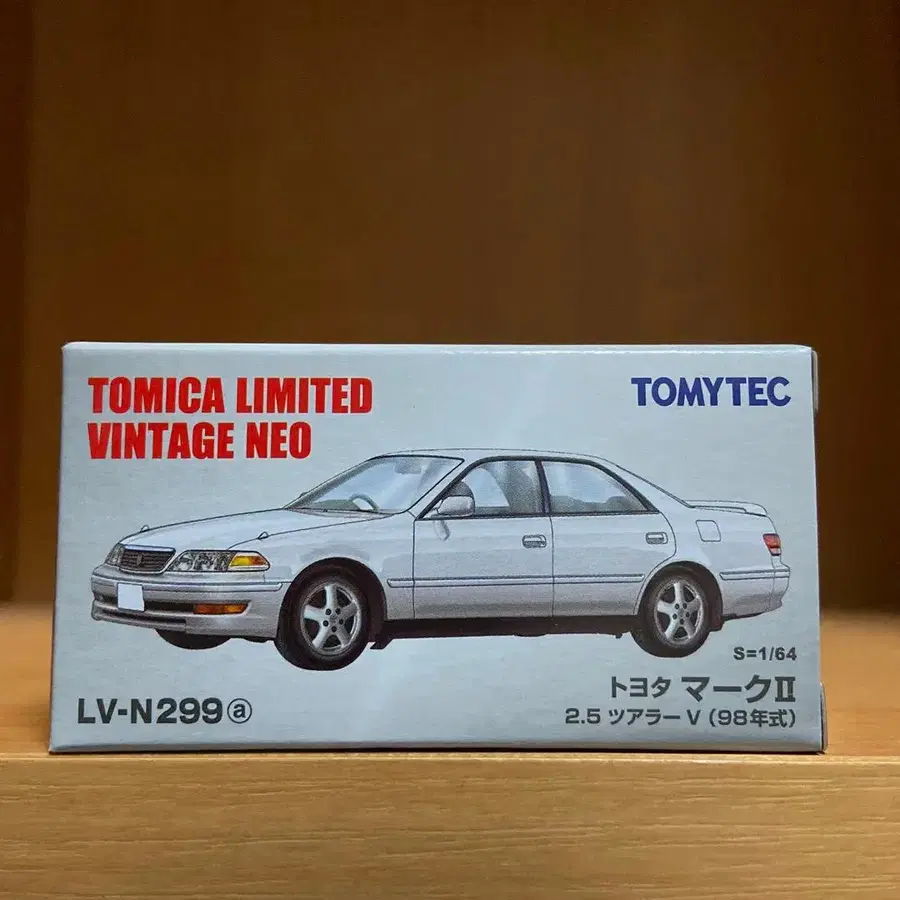 TOMICA LIMITED
VINTAGE NEO
TOMYTEC
S=1/64
LV-N299ⓐ
トヨタ マークII
2.5 ツアラー V (98年式)